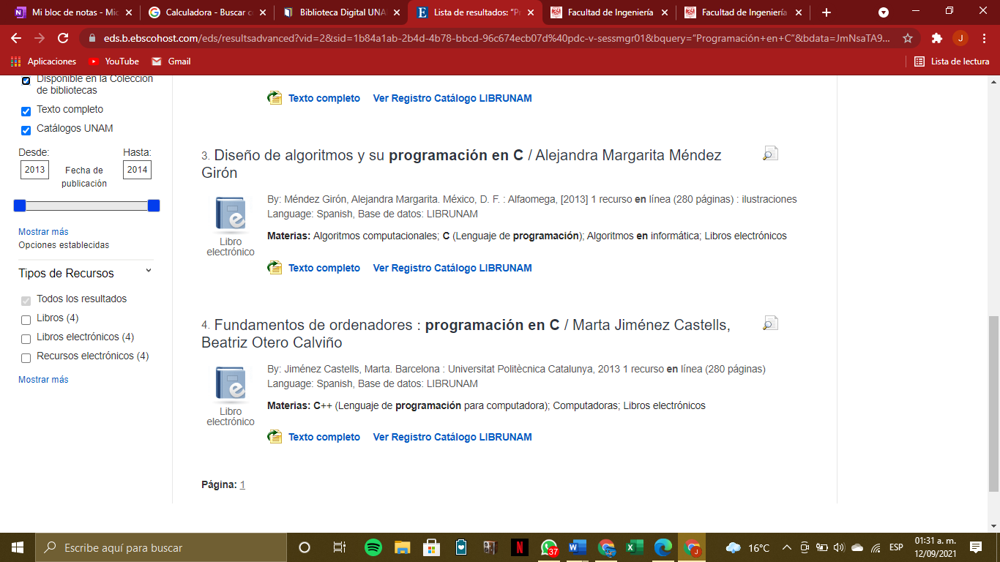 Mi bloc de notas - Mic
Calculadora - Buscar c
Biblioteca Digital UNA
Lista de resultados: “Pr
Facultad de Ingeniería
Facultad de Ingeniería
eds.b.ebscohost.com/eds/resultsadvanced?vid=2&sid=1b84a1ab-2b4d-4b78-bbcd-96c674ecb07d%40pdc-v-sessmgr01&bquery=“Programación+en+C”&bdata=JmNsaTA9...
J
Aplicaciones
YouTube
Gmail
Lista de lectura
Disponible en la Colección
de bibliotecas
Texto completo
Catálogos UNAM
Desde:
Hasta:
2013
Fecha de
publicación
2014
Mostrar más
Opciones establecidas
Tipos de Recursos
Todos los resultados
Libros (4)
Libros electrónicos (4)
Recursos electrónicos (4)
Mostrar más
Texto completo Ver Registro Catálogo LIBRUNAM
3. Diseño de algoritmos y su programación en C / Alejandra Margarita Méndez
Girón
By: Méndez Girón, Alejandra Margarita. México, D. F. : Alfaomega, [2013] 1 recurso en línea (280 páginas) : ilustraciones
Language: Spanish, Base de datos: LIBRUNAM
Materias: Algoritmos computacionales; C (Lenguaje de programación); Algoritmos en informática; Libros electrónicos
Libro
electrónico
Texto completo Ver Registro Catálogo LIBRUNAM
4. Fundamentos de ordenadores : programación en C / Marta Jiménez Castells,
Beatriz Otero Calviño
By: Jiménez Castells, Marta. Barcelona : Universitat Politècnica Catalunya, 2013 1 recurso en línea (280 páginas)
Language: Spanish, Base de datos: LIBRUNAM
Materias: C++ (Lenguaje de programación para computadora); Computadoras; Libros electrónicos
Libro
electrónico
Texto completo Ver Registro Catálogo LIBRUNAM
Página: 1
Escribe aquí para buscar
37
16°C
ESP
01:31 a. m.
12/09/2021